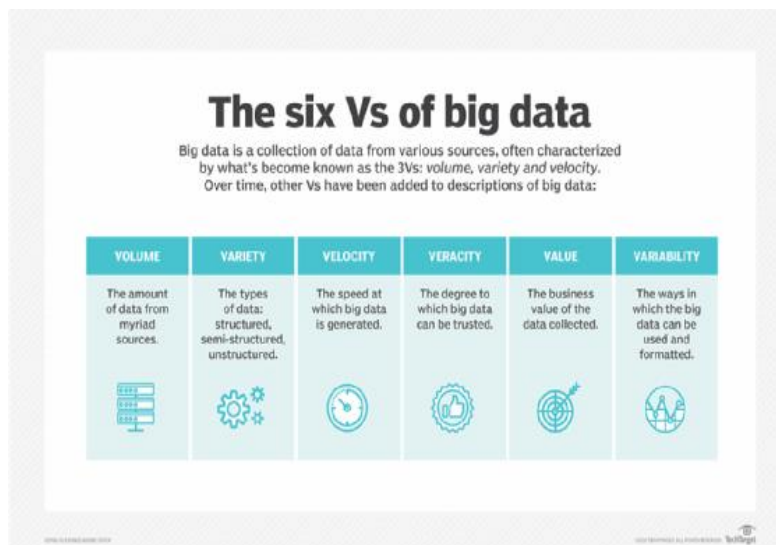 The six Vs of big data
Big data is a collection of data from various sources, often characterized
by what's become known as the 3Vs: volume, variety and velocity.
Over time, other Vs have been added to descriptions of big data:
VOLUME
The amount
of data from
myriad
sources.
VARIETY
The types
of data:
structured,
semi-structured,
unstructured.
VELOCITY
The speed at
which big data
is generated.
VERACITY
The degree to
which big data
can be trusted.
VALUE
The business
value of the
data collected.
VARIABILITY
The ways in
which the big
data can be
used and
formatted.
TechTarget